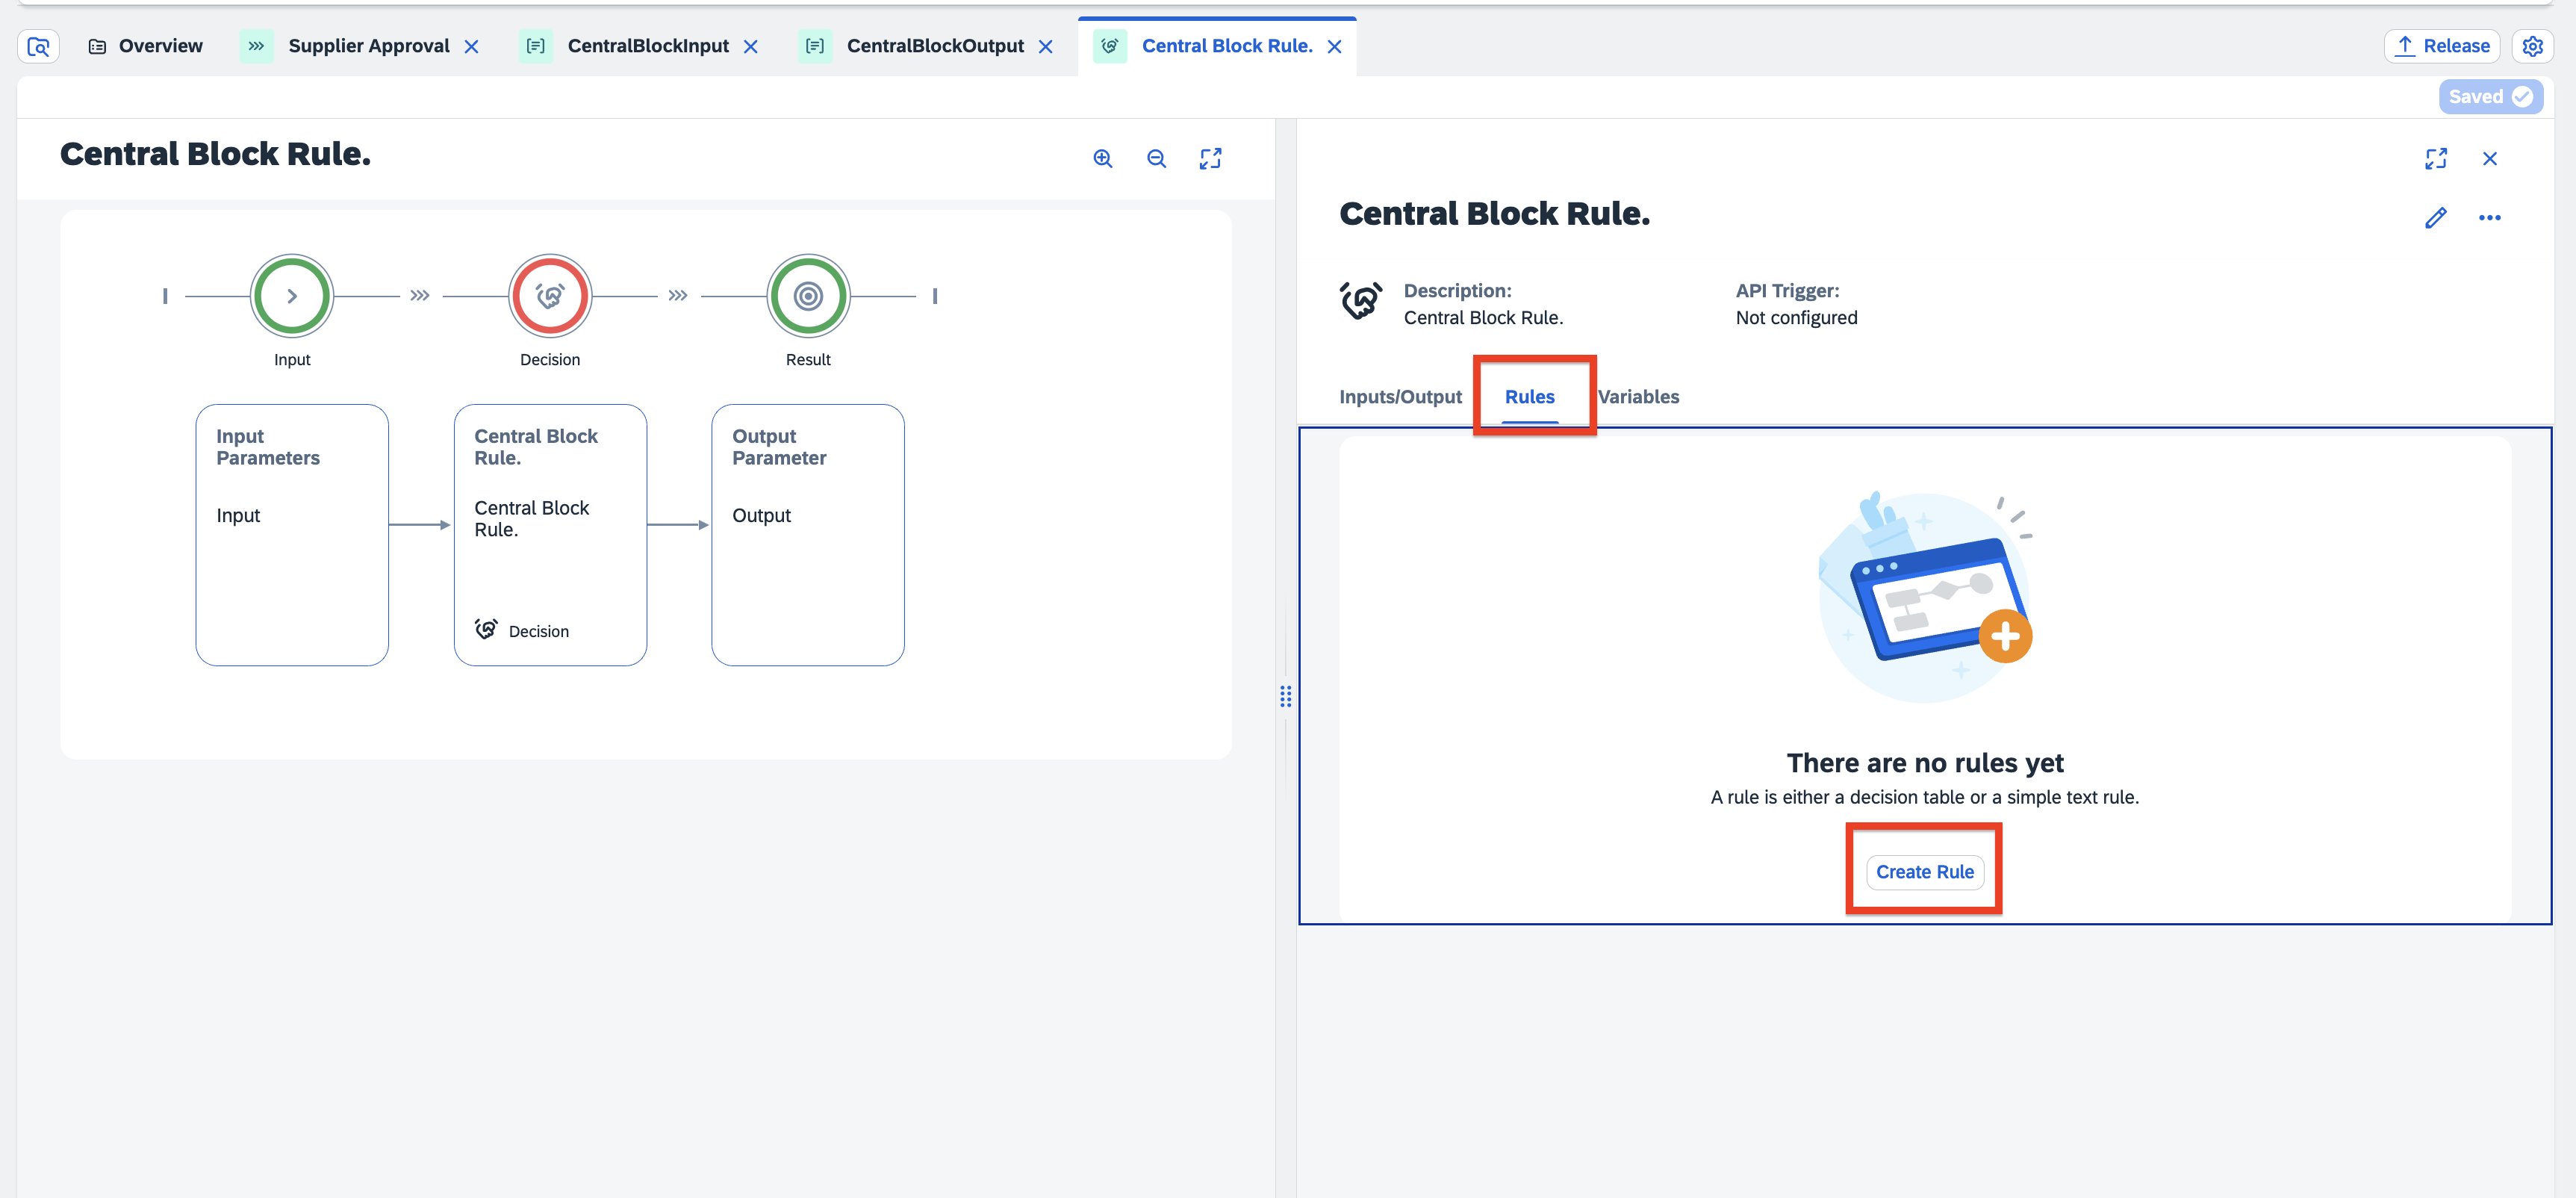 Overview
Supplier Approval
CentralBlockInput
CentralBlockOutput
Central Block Rule.
Release
Saved
Central Block Rule.
Input
Decision
Result
Input
Parameters
Input
Central Block
Rule.
Central Block
Rule.
Decision
Output
Parameter
Output
Central Block Rule.
Description:
Central Block Rule.
API Trigger:
Not configured
Inputs/Output
Rules
Variables
There are no rules yet
A rule is either a decision table or a simple text rule.
Create Rule